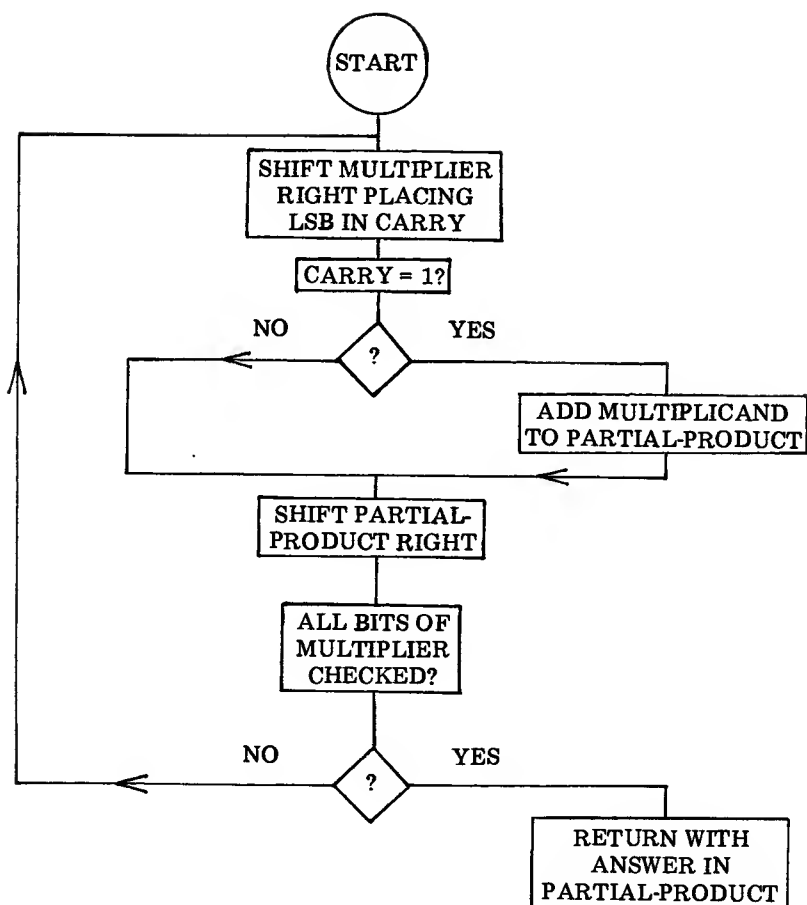 START
SHIFT MULTIPLIER
RIGHT PLACING
LSB IN CARRY
CARRY = 1?
NO
YES
?
ADD MULTIPLICAND
TO PARTIAL-PRODUCT
SHIFT PARTIAL-
PRODUCT RIGHT
ALL BITS OF
MULTIPLIER
CHECKED?
NO
YES
?
RETURN WITH
ANSWER IN
PARTIAL-PRODUCT